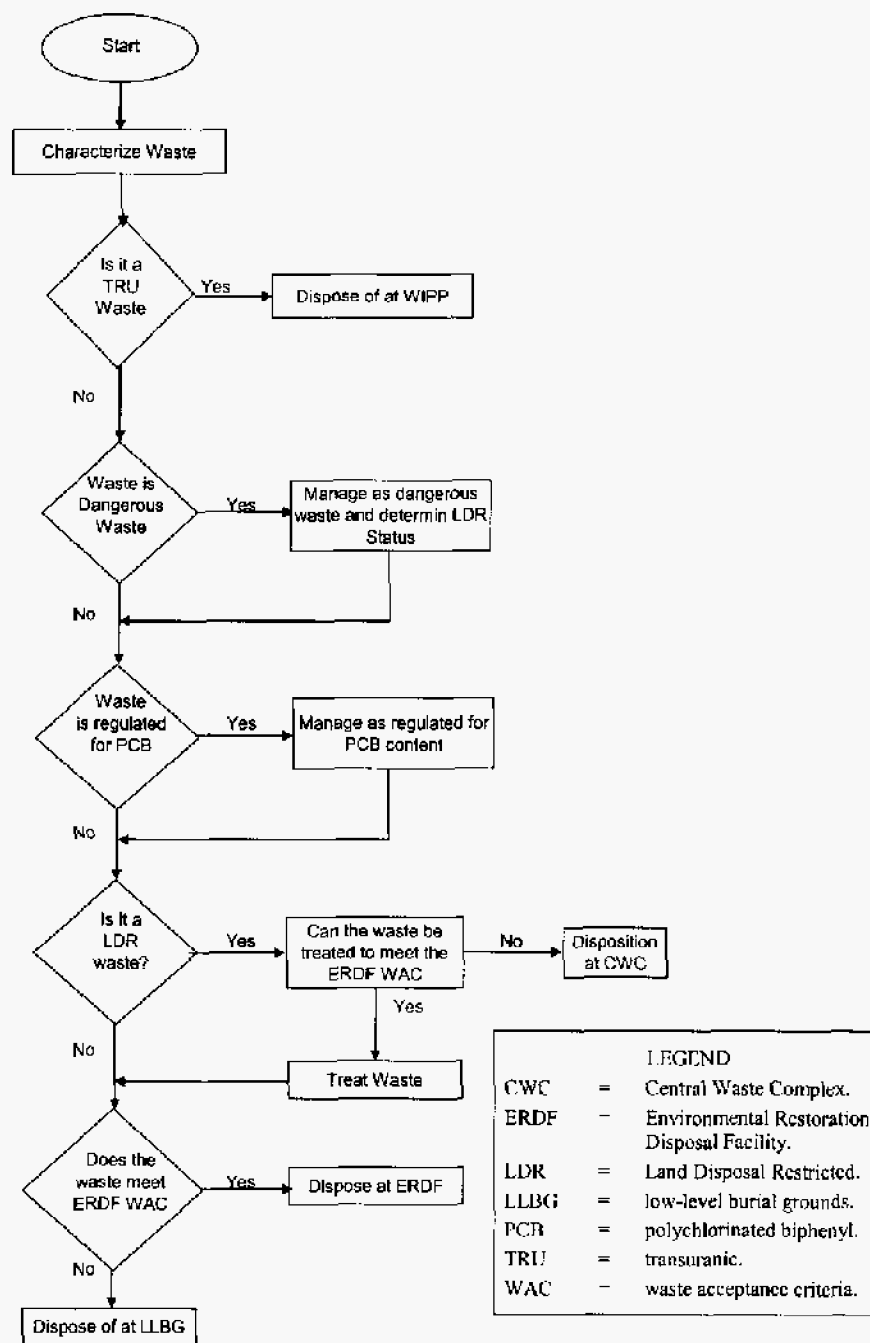 Start
Characterize Waste
Is it a
TRU
Waste
Yes
Dispose of at WIPP
No
Waste is
Dangerous
Waste
Yes
Manage as dangerous
waste and determin LDR
Status
No
Waste
is regulated
for PCB
Yes
Manage as regulated for
PCB content
No
Is it a
LDR
waste?
Yes
Can the waste be
treated to meet the
ERDF WAC
No
Disposition
at CWC
Yes
No
Treat Waste
Does the
waste meet
ERDF WAC
Yes
Dispose at ERDF
No
Dispose of at LLBG
LEGEND
CWC = Central Waste Complex.
ERDF = Environmental Restoration
Disposal Facility.
LDR = Land Disposal Restricted.
LLBG = low-level burial grounds.
PCB = polychlorinated biphenyl.
TRU = transuranic.
WAC = waste acceptance criteria.